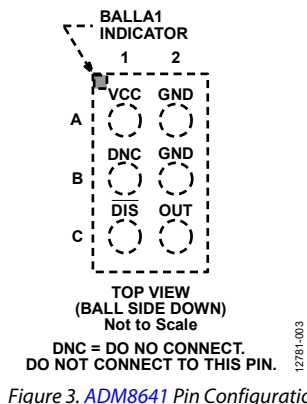 BALLA1
INDICATOR
1 2
VCC GND
A
DNC GND
B
DIS OUT
C
TOP VIEW
(BALL SIDE DOWN)
Not to Scale
DNC = DO NO CONNECT.
DO NOT CONNECT TO THIS PIN.
12781-003
Figure 3. ADM8641 Pin Configuratio